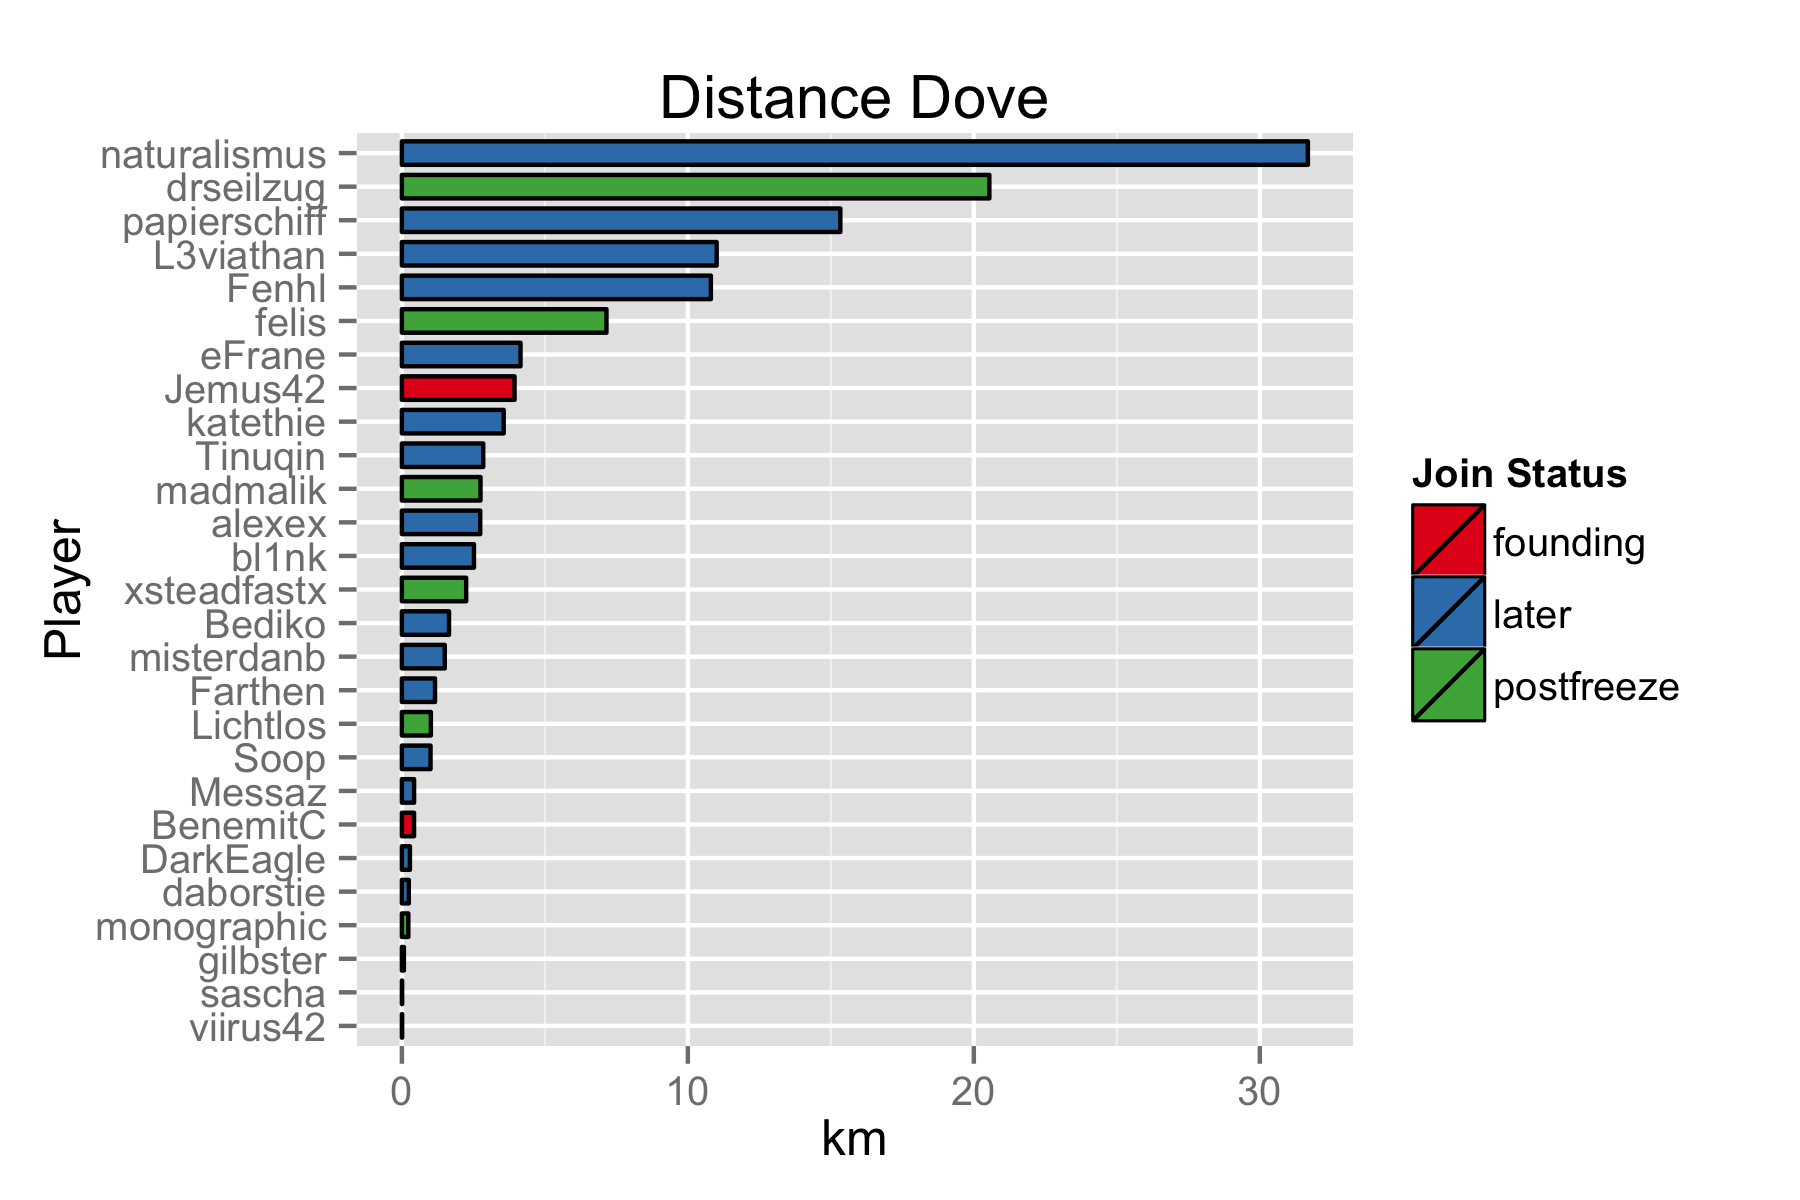 Distance Dove
naturalismus
drseilzug
papierschiff
L3viathan
Fenhl
felis
eFrane
Jemus42
katethie
Tinuqin
madmalik
alexex
bl1nk
xsteadfastx
Bediko
misterdanb
Farthen
Lichtlos
Soop
Messaz
BenemitC
DarkEagle
daborstie
monographic
gilbster
sascha
viirus42
Player
0 10 20 30
km
Join Status
founding
later
postfreeze